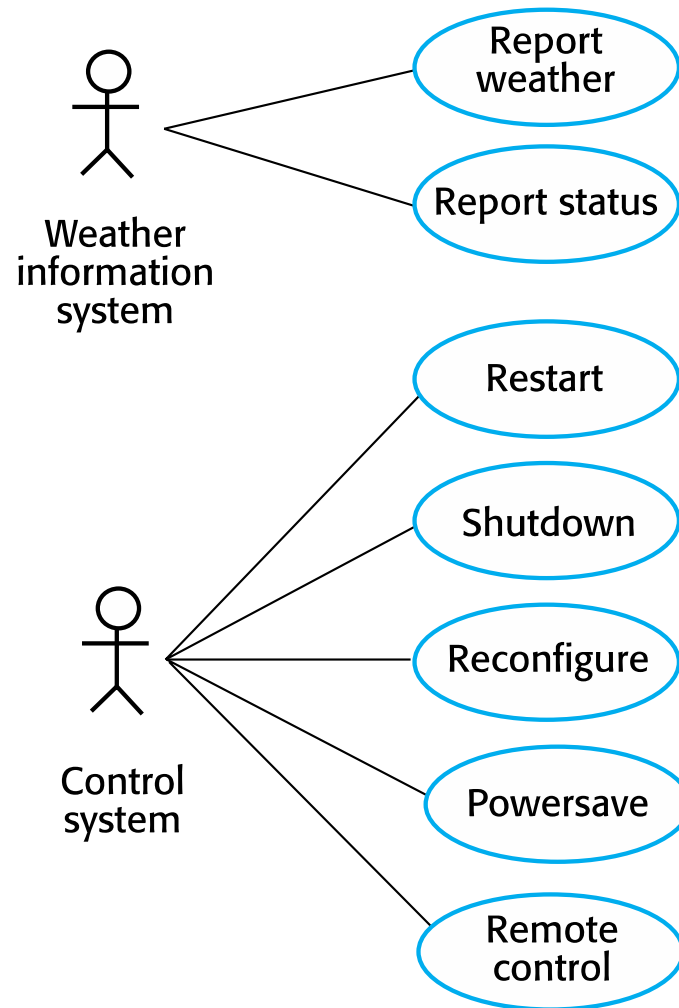 Report
weather
Report status
Weather
information
system
Restart
Shutdown
Reconfigure
Control
system
Powersave
Remote
control